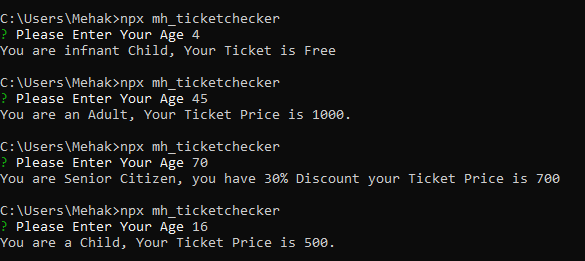 C:\Users\Mehak>npx mh_ticketchecker
? Please Enter Your Age 4
You are infnant Child, Your Ticket is Free
C:\Users\Mehak>npx mh_ticketchecker
? Please Enter Your Age 45
You are an Adult, Your Ticket Price is 1000.
C:\Users\Mehak>npx mh_ticketchecker
? Please Enter Your Age 70
You are Senior Citizen, you have 30% Discount your Ticket Price is 700
C:\Users\Mehak>npx mh_ticketchecker
? Please Enter Your Age 16
You are a Child, Your Ticket Price is 500.